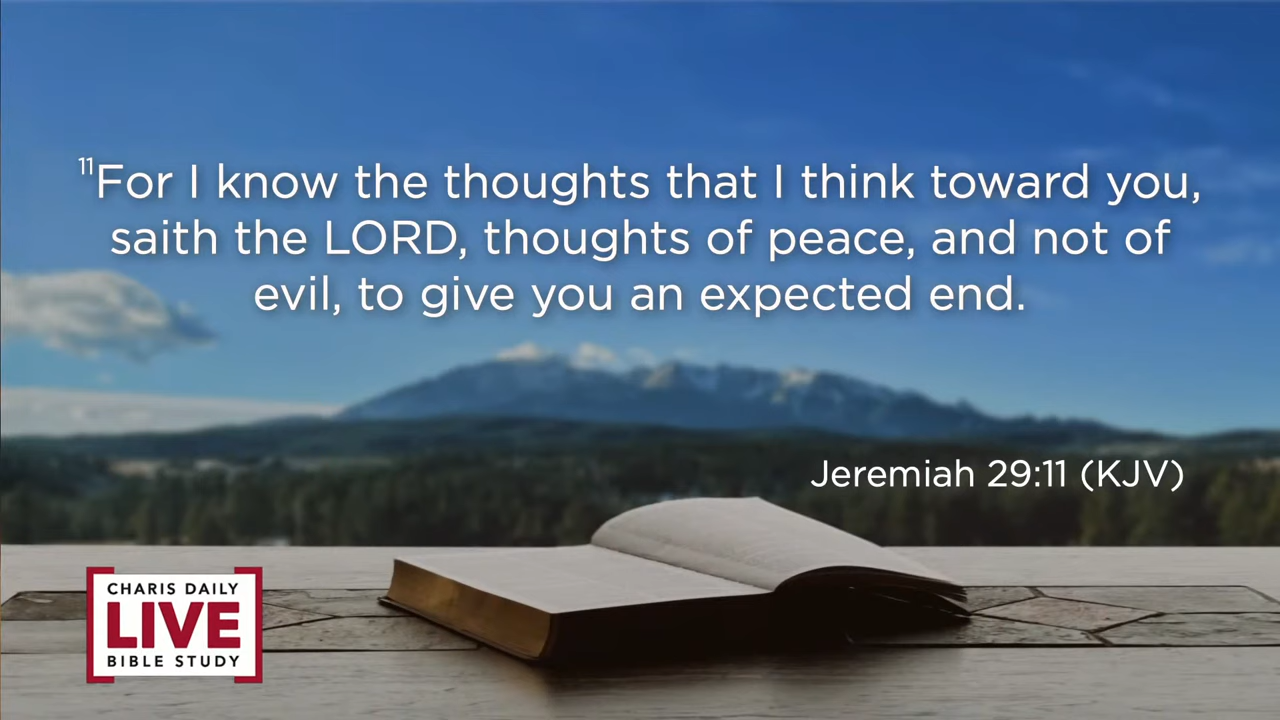 ¹¹For I know the thoughts that I think toward you,
saith the LORD, thoughts of peace, and not of
evil, to give you an expected end.
Jeremiah 29:11 (KJV)
CHARIS DAILY
LIVE
BIBLE STUDY